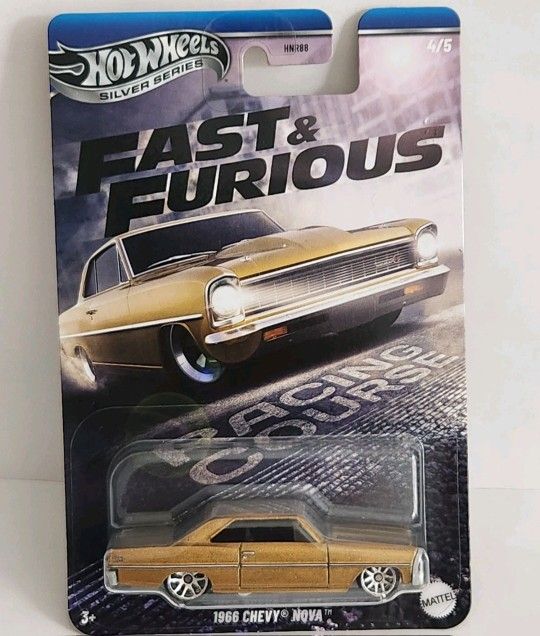 HOT WHEELS
SILVER SERIES
HNR88
4/5
FAST &
FURIOUS
RACING
COURSE
MATTEL
3+
1966 CHEVY® NOVA™